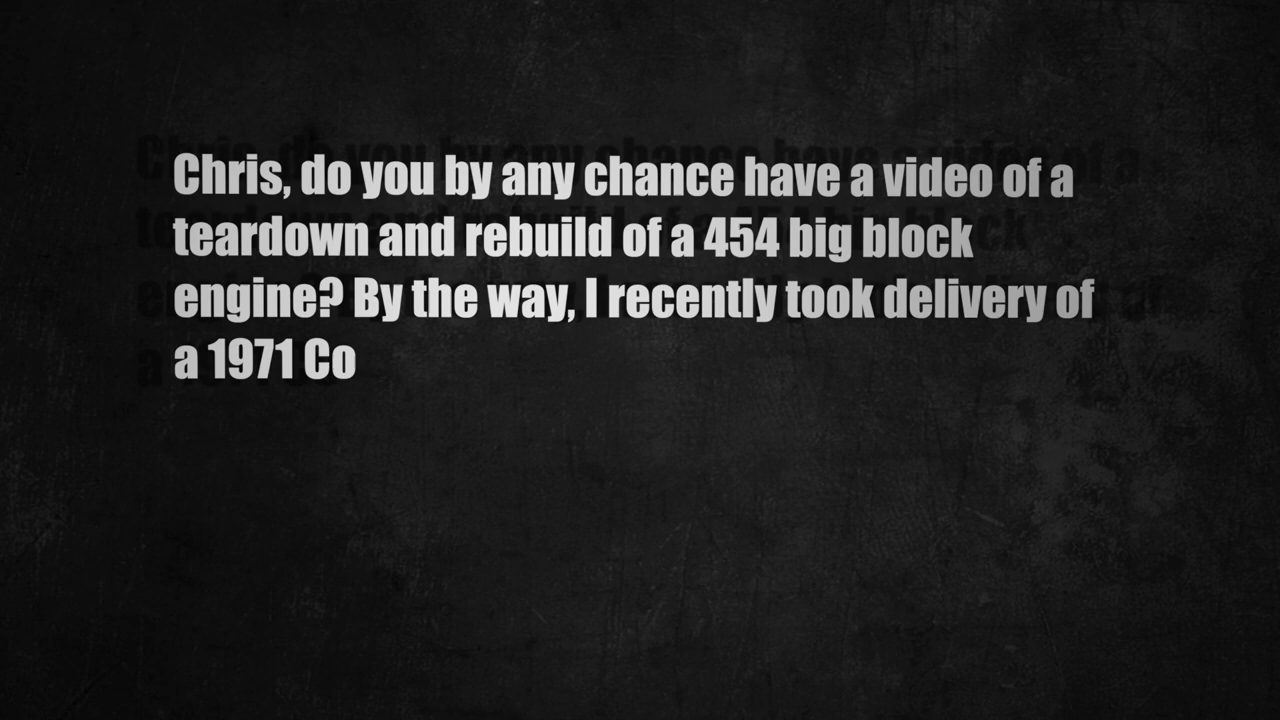 Chris, do you by any chance have a video of a
teardown and rebuild of a 454 big block
engine? By the way, I recently took delivery of
a 1971 Co